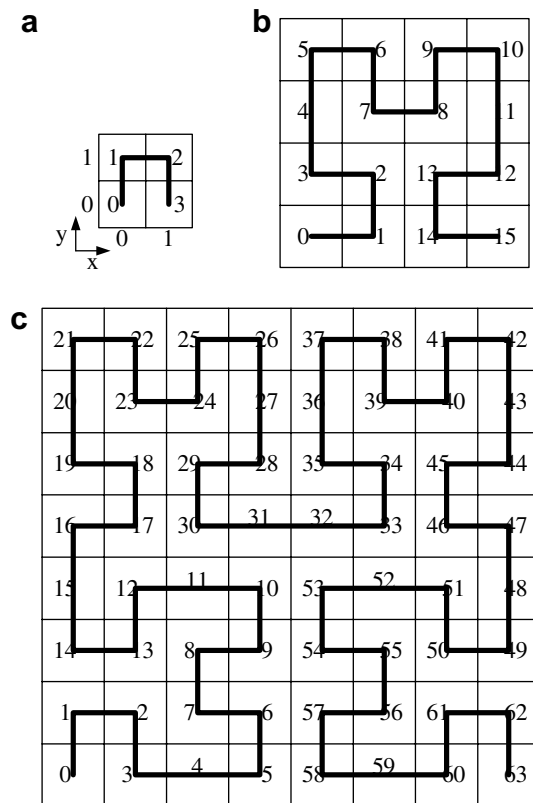 a
b
5 6 9 10
4 7 8 11
3 2 13 12
0 1 14 15
1 1 2
0 0 3
y 0 1
x
c
21 22 25 26 37 38 41 42
20 23 24 27 36 39 40 43
19 18 29 28 35 34 45 44
16 17 30 31 32 33 46 47
15 12 11 10 53 52 51 48
14 13 8 9 54 55 50 49
1 2 7 6 57 56 61 62
0 3 4 5 58 59 60 63